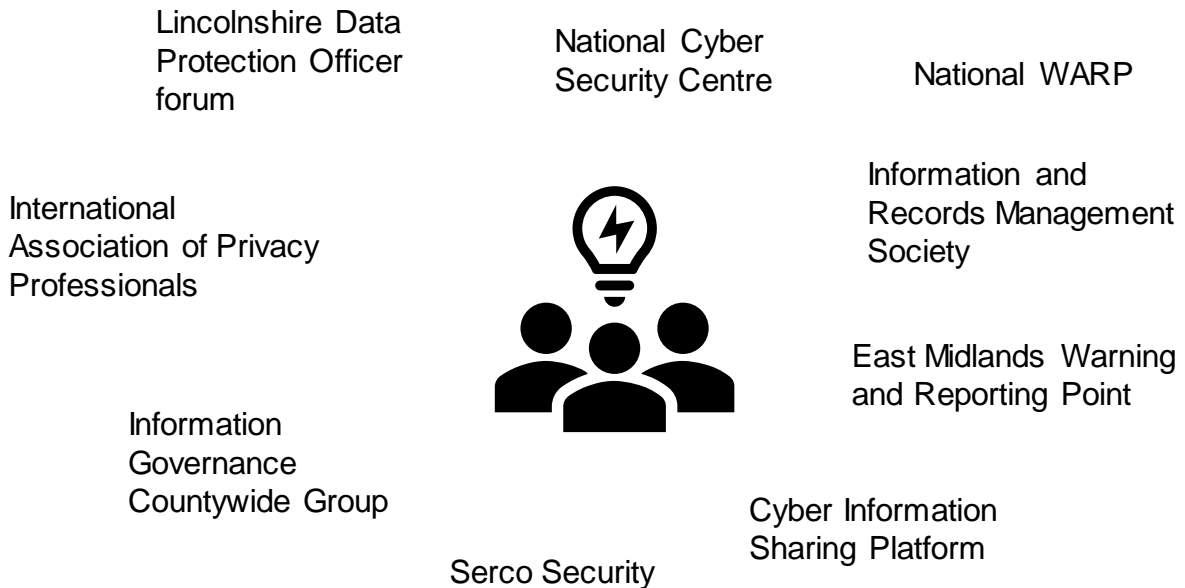 Lincolnshire Data
Protection Officer
forum
National Cyber
Security Centre
National WARP
International
Association of Privacy
Professionals
Information and
Records Management
Society
East Midlands Warning
and Reporting Point
Information
Governance
Countywide Group
Cyber Information
Sharing Platform
Serco Security